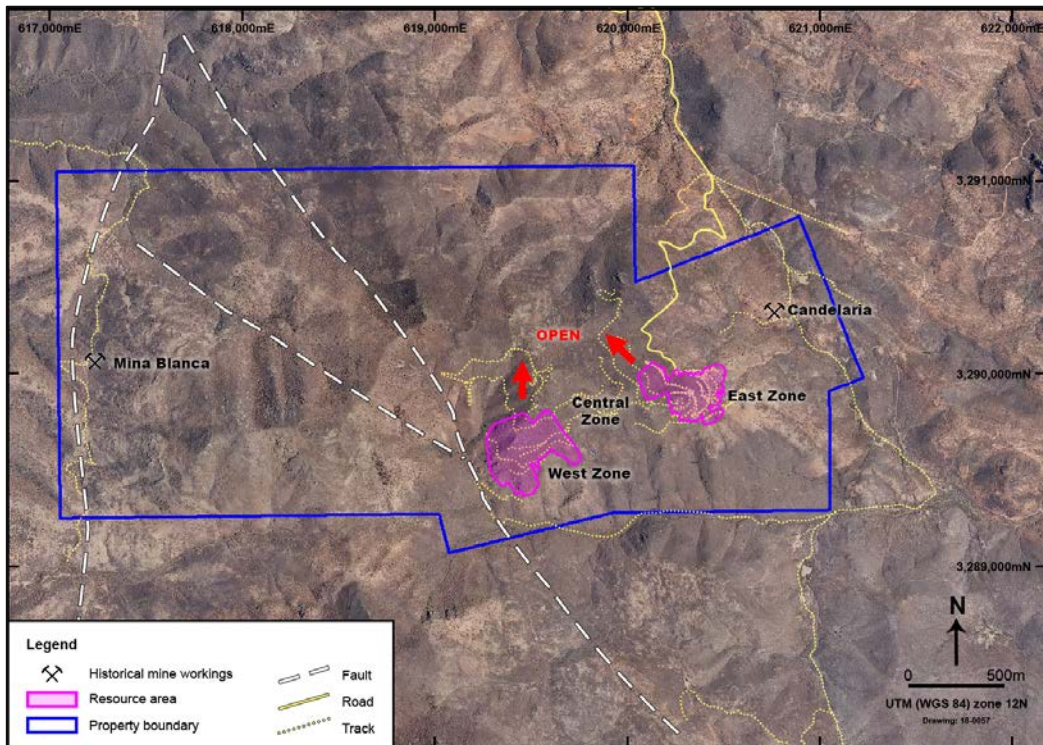 617,000mE
618,000mE
619,000mE
620,000mE
621,000mE
622,000mE
3,291,000mN
Candelaria
OPEN
Mina Blanca
3,290,000mN
Central
Zone
East Zone
West Zone
3,289,000mN
N
0 500m
UTM (WGS 84) zone 12N
Drawing: 18-0057
Legend
Historical mine workings
Resource area
Property boundary
Fault
Road
Track